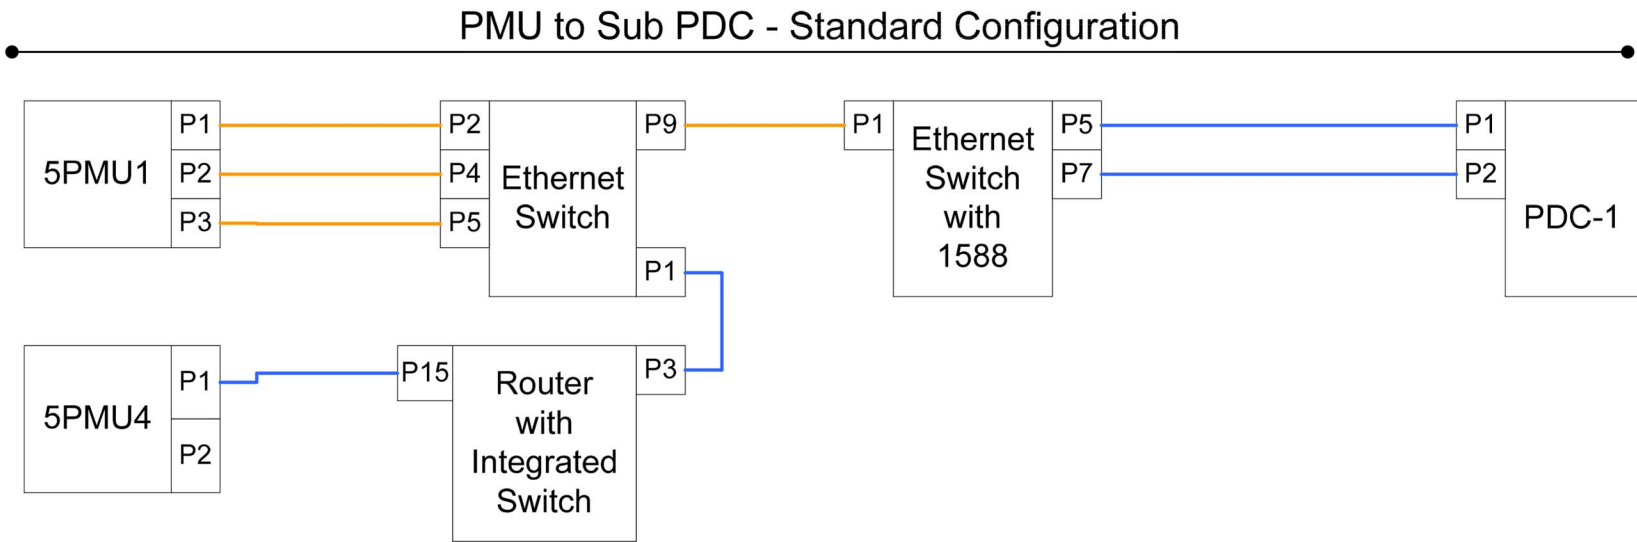 PMU to Sub PDC - Standard Configuration
5PMU1
P1
P2
P3
P2
P4
P5
Ethernet
Switch
P9
P1
P1
Ethernet
Switch
with
1588
P5
P7
P1
P2
PDC-1
5PMU4
P1
P2
P15
Router
with
Integrated
Switch
P3